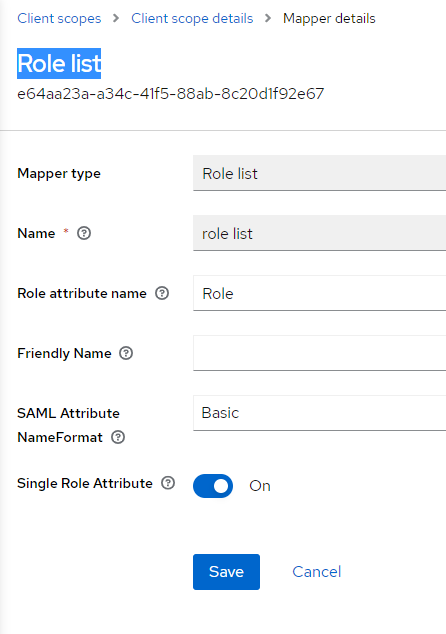 Client scopes > Client scope details > Mapper details
Role list
e64aa23a-a34c-41f5-88ab-8c20d1f92e67
Mapper type Role list
Name * role list
Role attribute name Role
Friendly Name
SAML Attribute
NameFormat Basic
Single Role Attribute On
Save Cancel